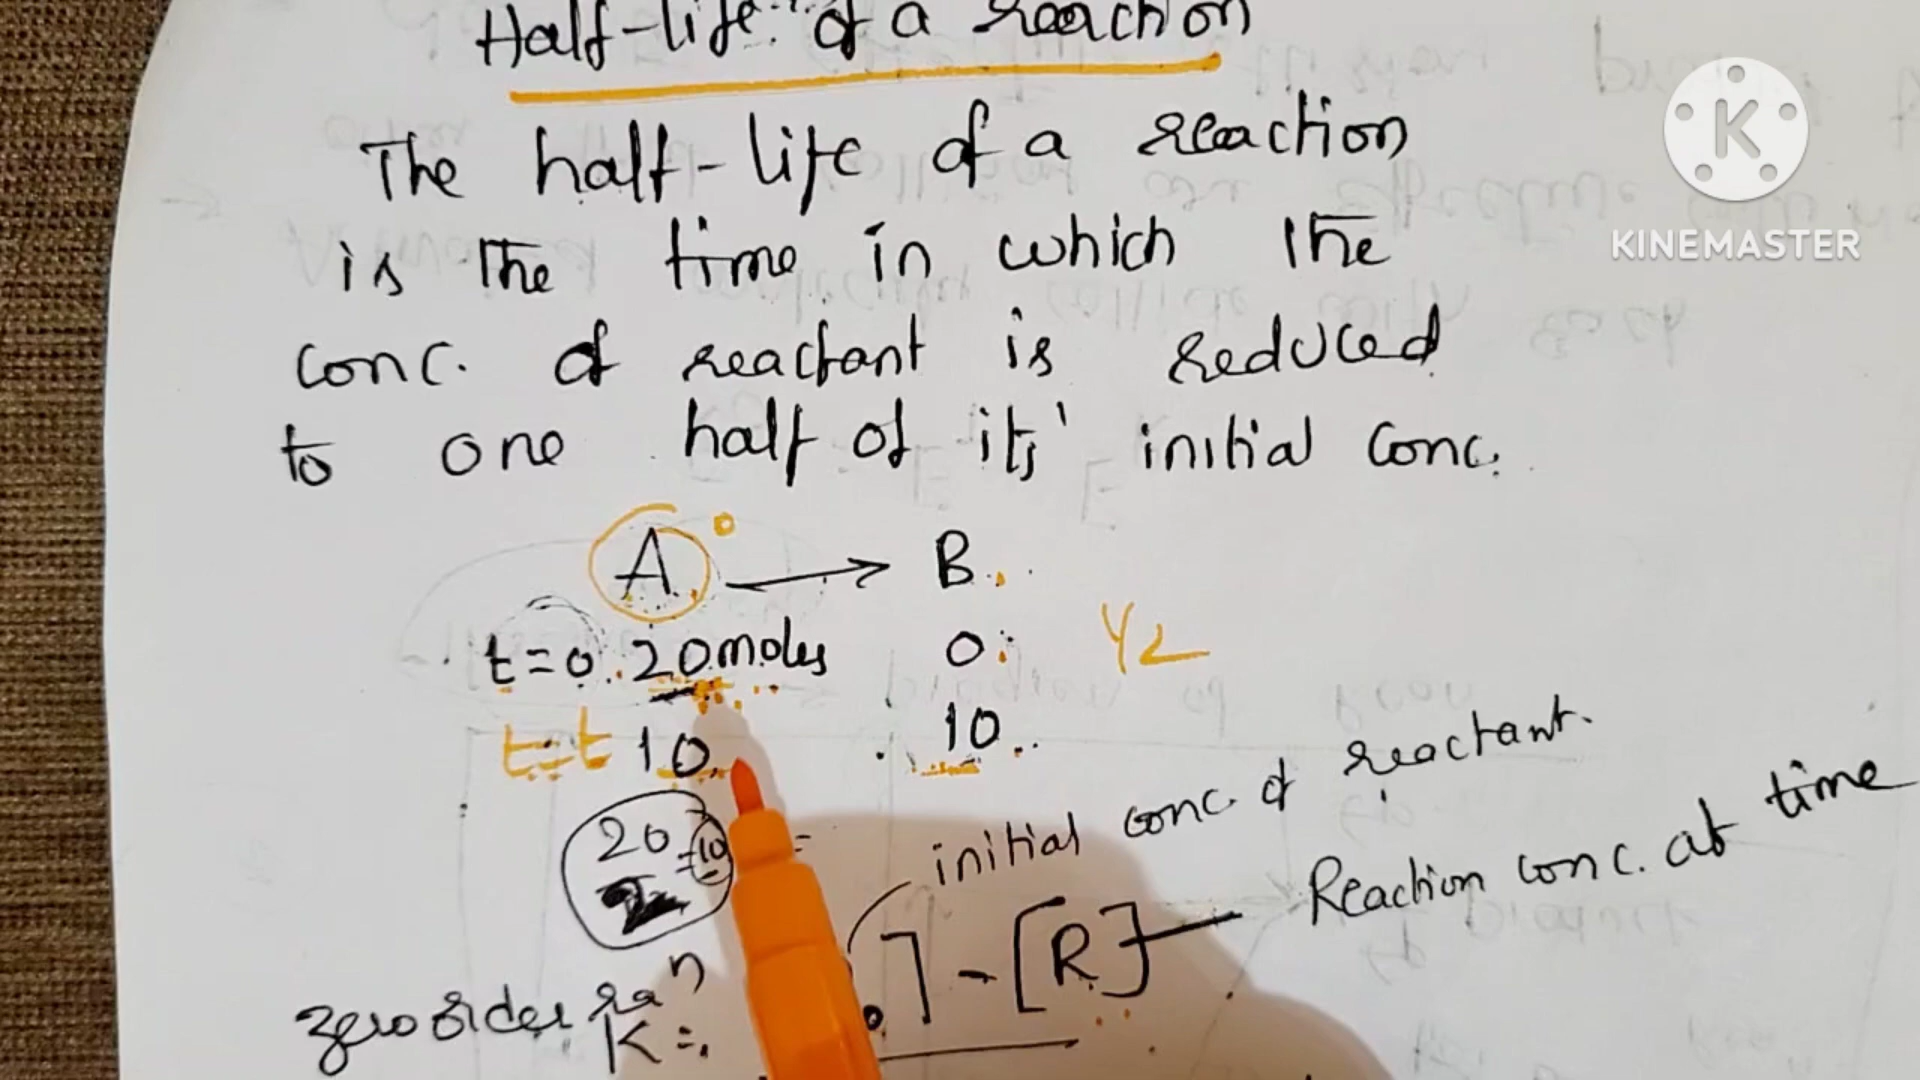 Half-life of a reaction
K
KINEMASTER
The half-life of a reaction
is the time in which the
conc. of reactant is reduced
to one half of its' initial conc.
A → B
t=0 20 moles 0 1/2
t=t 10 10
20/2 =10
initial conc. of reactant.
Reaction conc. at time
zero order
K= ] - [R]